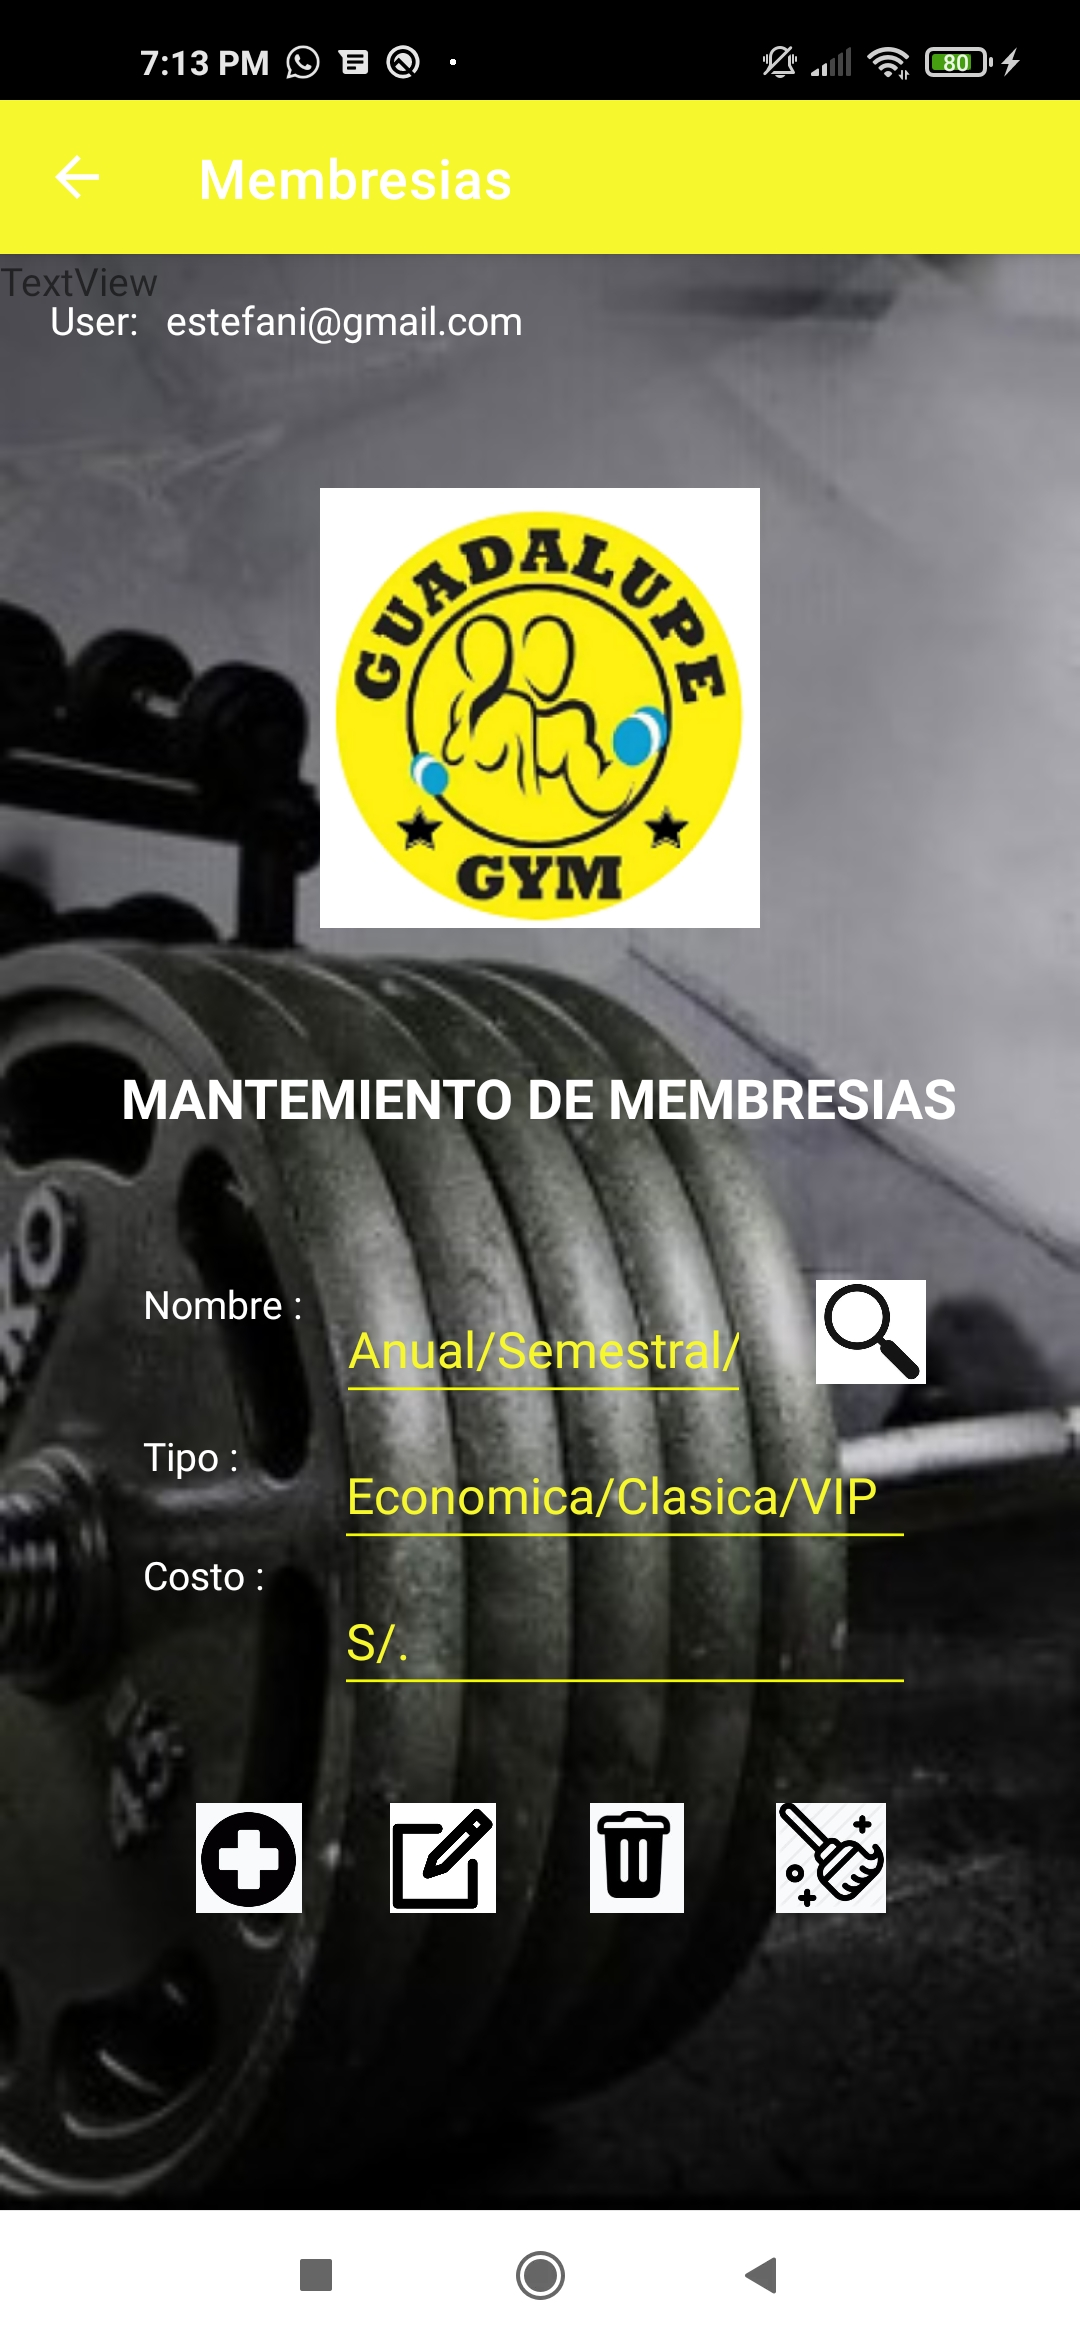 7:13 PM
80
Membresias
TextView
User: estefani@gmail.com
GUADALUPE
GYM
MANTEMIENTO DE MEMBRESIAS
Nombre :
Anual/Semestral/
Tipo :
Economica/Clasica/VIP
Costo :
S/.